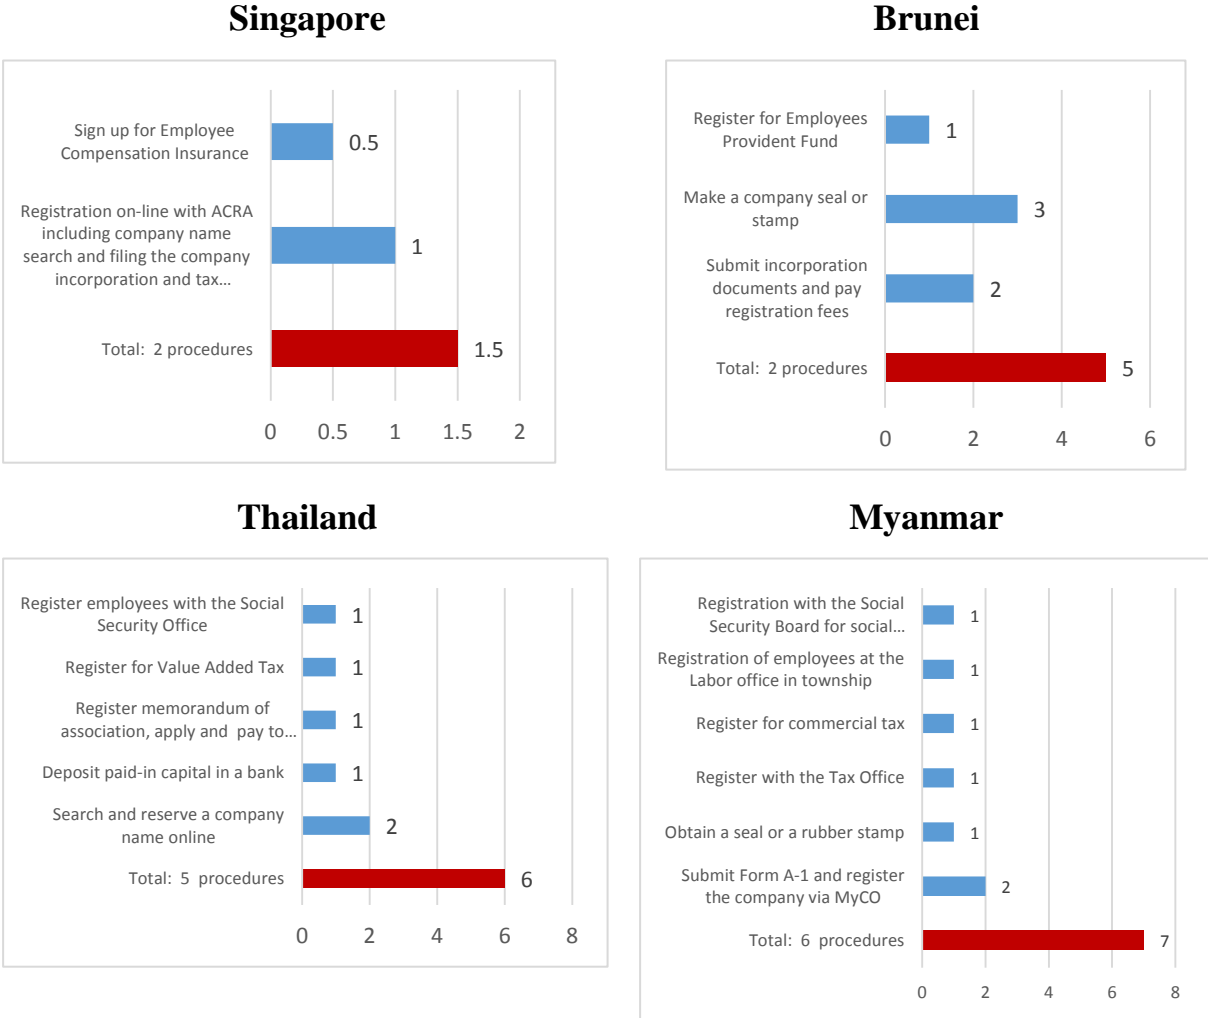 Singapore
Sign up for Employee
Compensation Insurance
0.5
Registration on-line with ACRA
including company name
search and filing the company
incorporation and tax...
1
Total:  2 procedures
1.5
0 0.5 1 1.5 2
Brunei
Register for Employees
Provident Fund
1
Make a company seal or
stamp
3
Submit incorporation
documents and pay
registration fees
2
Total:  2 procedures
5
0 2 4 6
Thailand
Register employees with the Social
Security Office
1
Register for Value Added Tax
1
Register memorandum of
association, apply and  pay to...
1
Deposit paid-in capital in a bank
1
Search and reserve a company
name online
2
Total:  5  procedures
6
0 2 4 6 8
Myanmar
Registration with the Social
Security Board for social...
1
Registration of employees at the
Labor office in township
1
Register for commercial tax
1
Register with the Tax Office
1
Obtain a seal or a rubber stamp
1
Submit Form A-1 and register
the company via MyCO
2
Total:  6  procedures
7
0 2 4 6 8